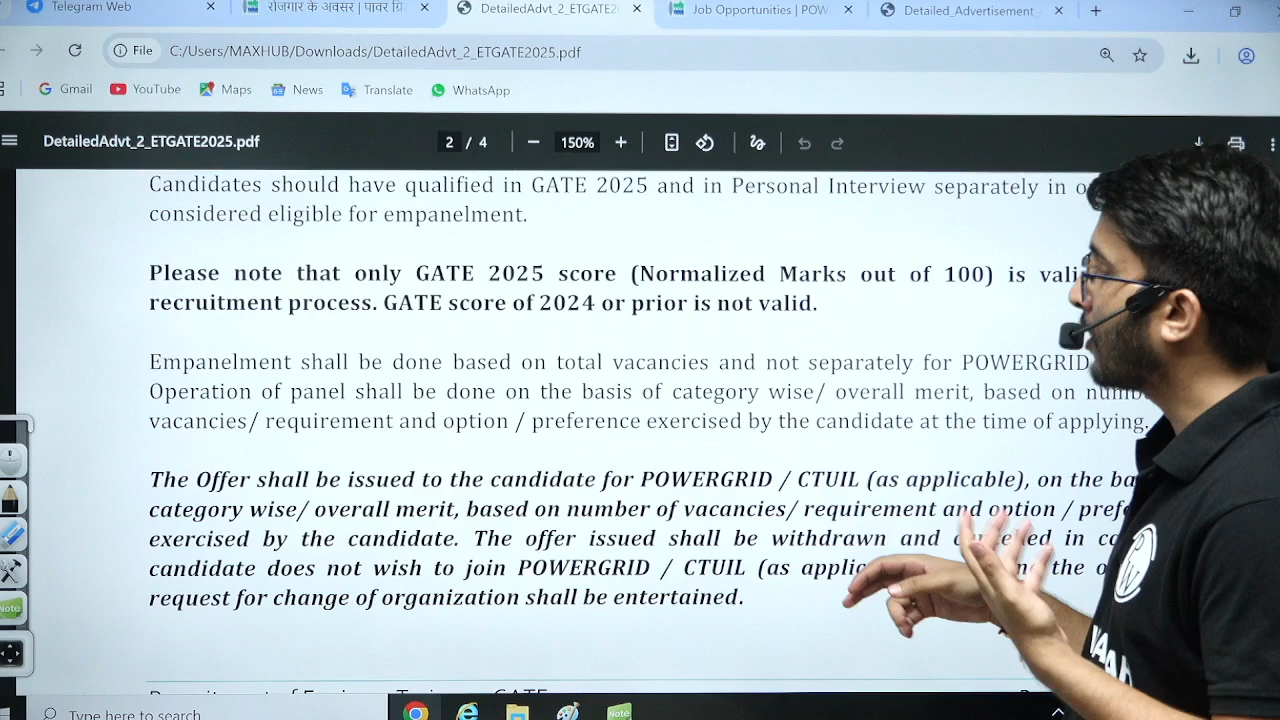 Telegram Web
रोजगार के अवसर | पावर ग्रि
DetailedAdvt_2_ETGATE2
Job Opportunities | POW
Detailed_Advertisement
File C:/Users/MAXHUB/Downloads/DetailedAdvt_2_ETGATE2025.pdf
Gmail YouTube Maps News Translate WhatsApp
DetailedAdvt_2_ETGATE2025.pdf 2 / 4 150%
Candidates should have qualified in GATE 2025 and in Personal Interview separately in
considered eligible for empanelment.
Please note that only GATE 2025 score (Normalized Marks out of 100) is
recruitment process. GATE score of 2024 or prior is not valid.
Empanelment shall be done based on total vacancies and not separately for POWERGRID
Operation of panel shall be done on the basis of category wise/ overall merit, based on
vacancies/ requirement and option / preference exercised by the candidate at the time of applying.
The Offer shall be issued to the candidate for POWERGRID / CTUIL (as applicable), on the
category wise/ overall merit, based on number of vacancies/ requirement and option /
exercised by the candidate. The offer issued shall be withdrawn and in
candidate does not wish to join POWERGRID / CTUIL (as the
request for change of organization shall be entertained.
Type here to search
Note
Note
PW